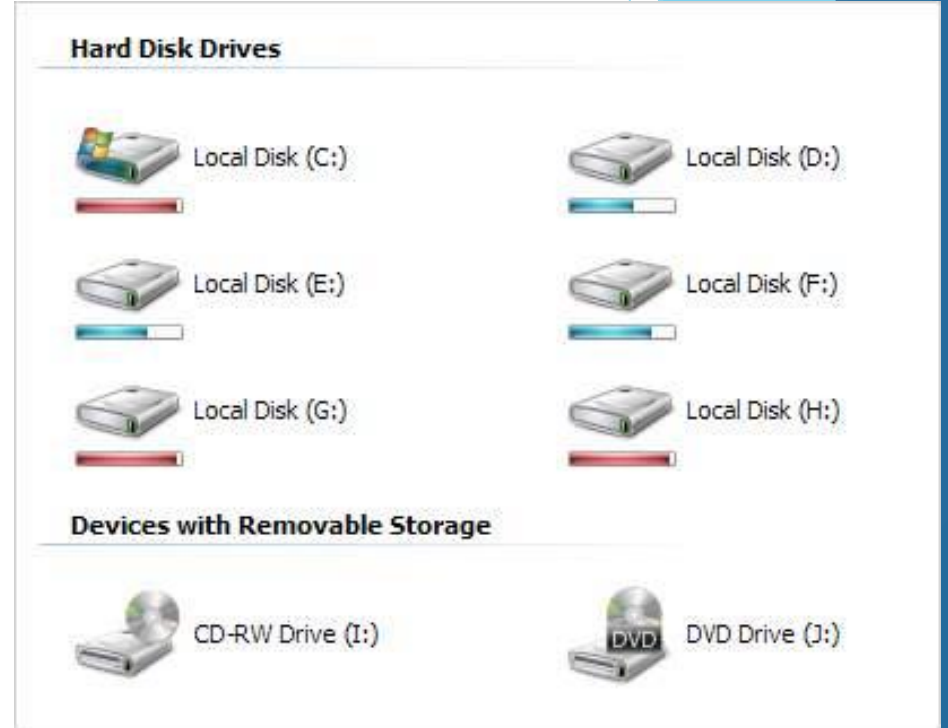 Hard Disk Drives
Local Disk (C:)
Local Disk (D:)
Local Disk (E:)
Local Disk (F:)
Local Disk (G:)
Local Disk (H:)
Devices with Removable Storage
CD-RW Drive (I:)
DVD
DVD Drive (J:)